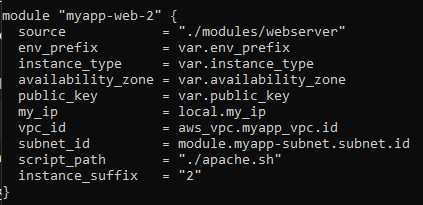 module "myapp-web-2" {
  source            = "./modules/webserver"
  env_prefix        = var.env_prefix
  instance_type     = var.instance_type
  availability_zone = var.availability_zone
  public_key        = var.public_key
  my_ip             = local.my_ip
  vpc_id            = aws_vpc.myapp_vpc.id
  subnet_id         = module.myapp-subnet.subnet.id
  script_path       = "./apache.sh"
  instance_suffix   = "2"
}